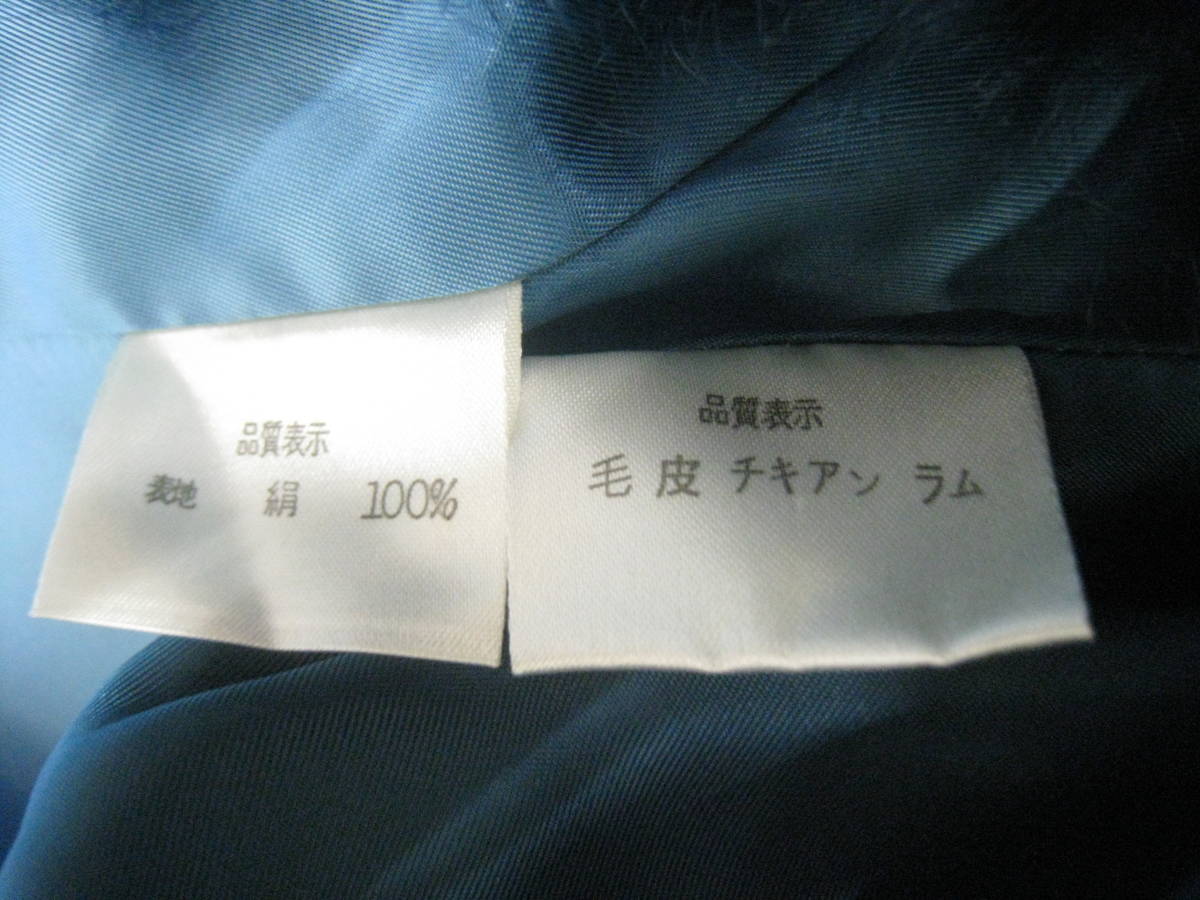 品質表示
表地 絹 100%
品質表示
毛皮 チキアン ラム